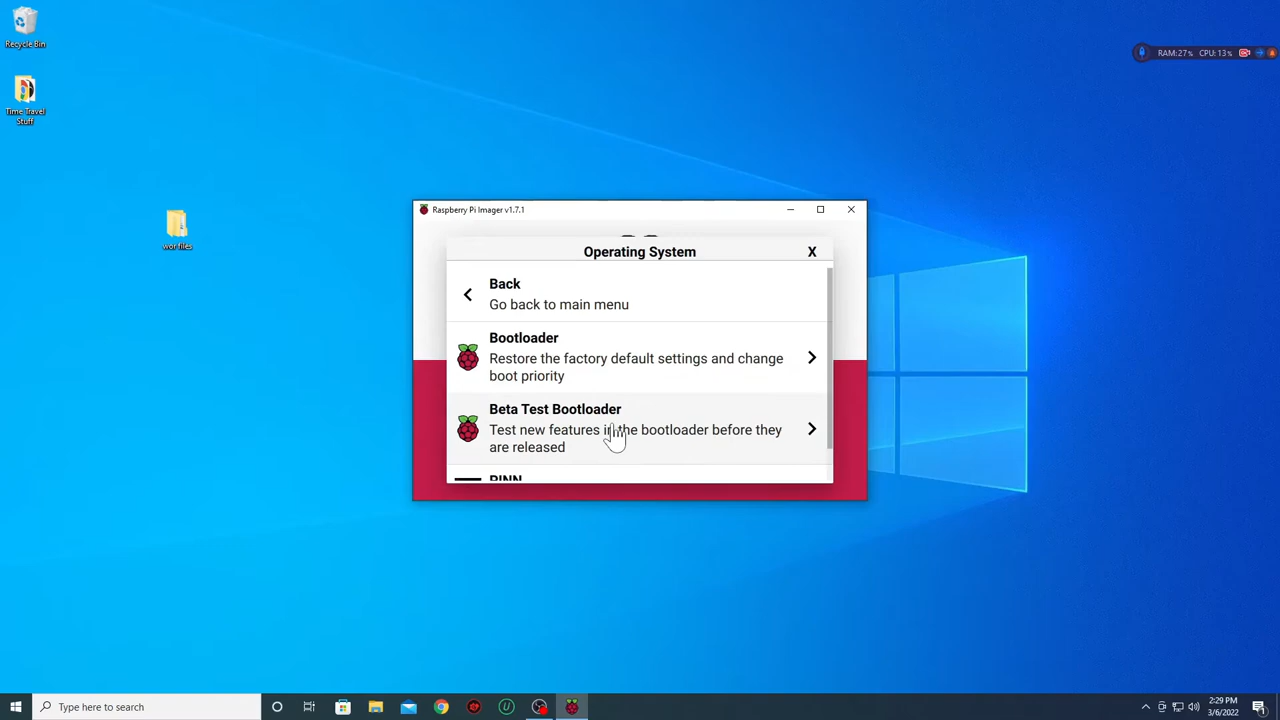 Recycle Bin
Time Travel
Stuff
wor files
RAM:27% CPU:13%
Raspberry Pi Imager v1.7.1
Operating System
X
Back
Go back to main menu
Bootloader
Restore the factory default settings and change
boot priority
Beta Test Bootloader
Test new features in the bootloader before they
are released
PINN
Type here to search
2:29 PM
3/6/2022
1